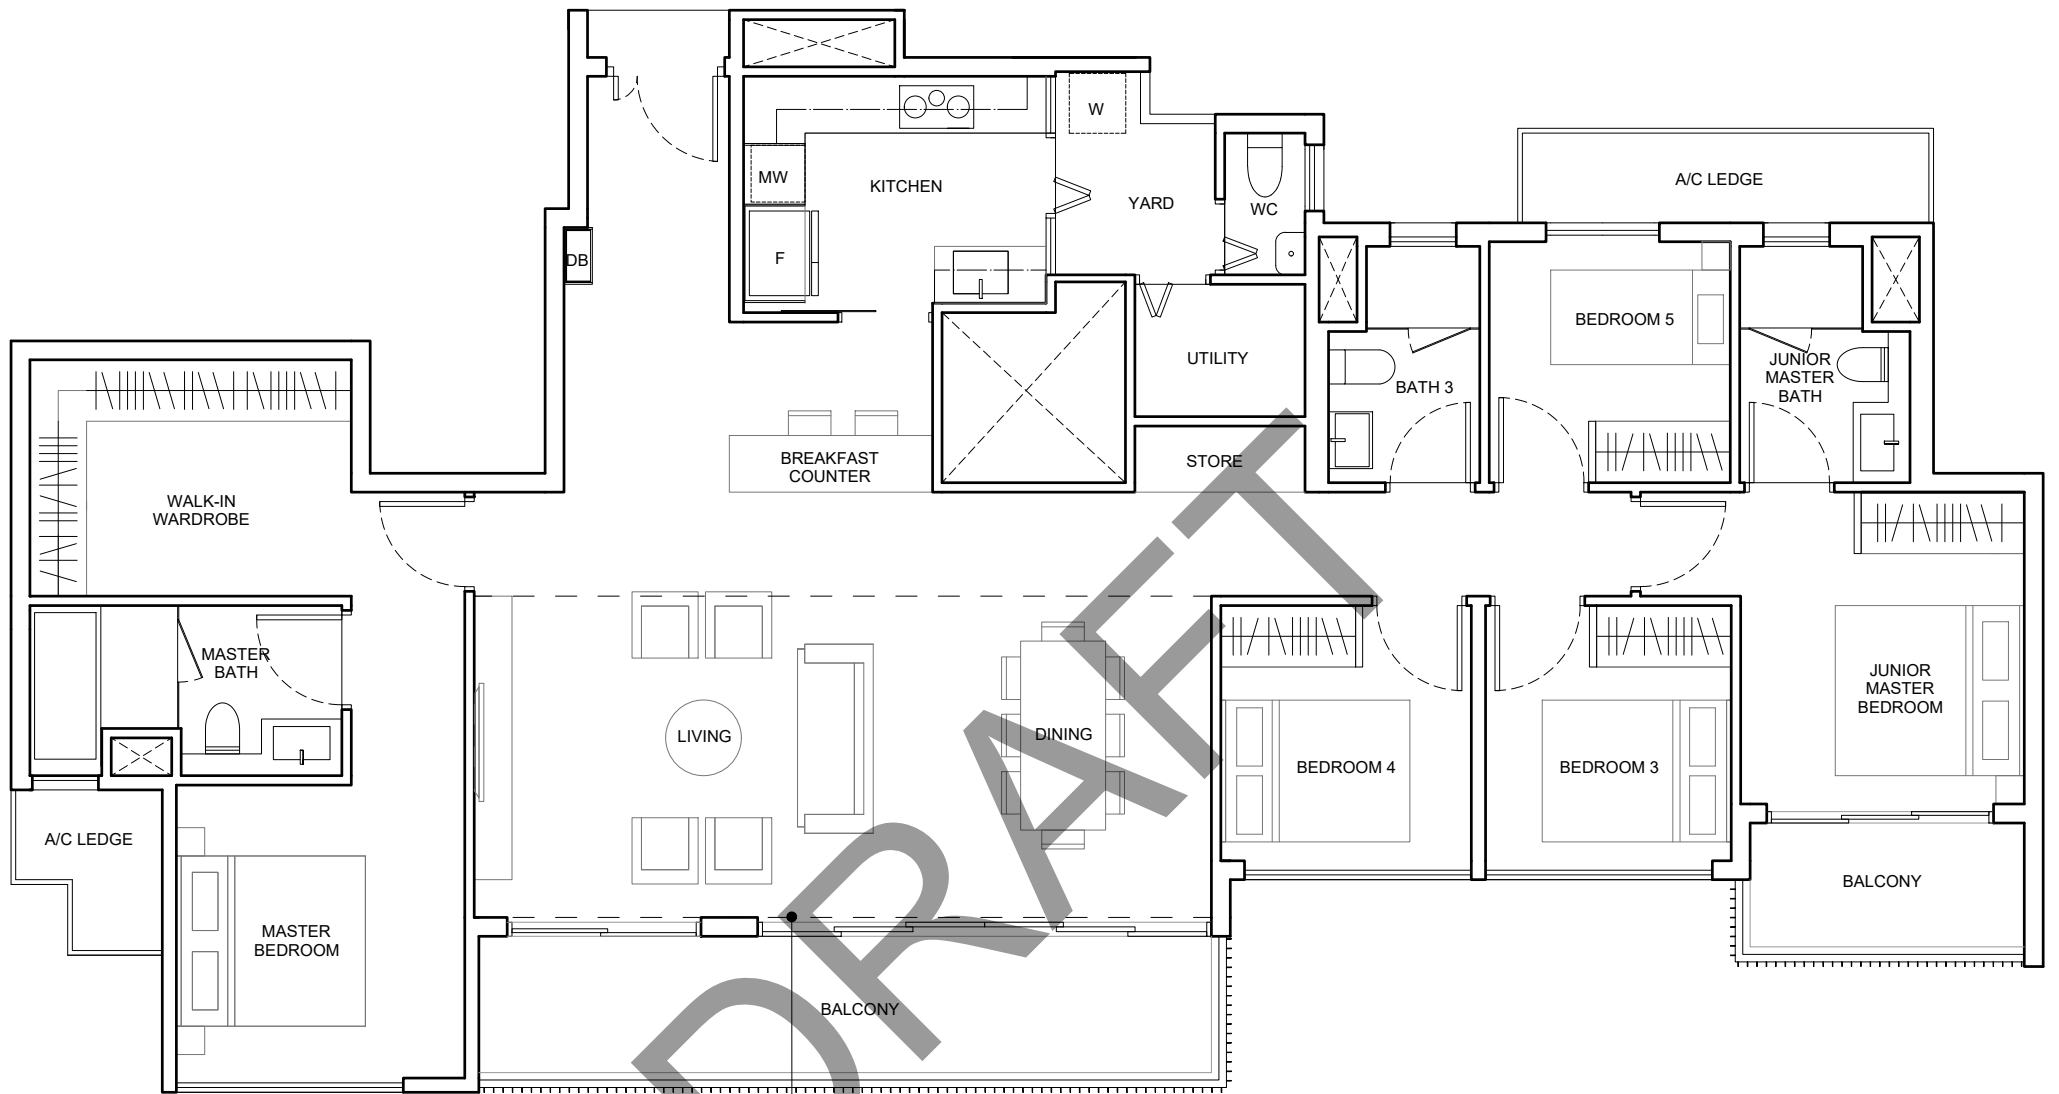 W
A/C LEDGE
MW
KITCHEN
YARD
WC
DB
F
BEDROOM 5
UTILITY
JUNIOR
MASTER
BATH
BATH 3
BREAKFAST
COUNTER
STORE
WALK-IN
WARDROBE
MASTER
BATH
LIVING
DINING
BEDROOM 4
BEDROOM 3
JUNIOR
MASTER
BEDROOM
A/C LEDGE
BALCONY
MASTER
BEDROOM
BALCONY
DRAFT